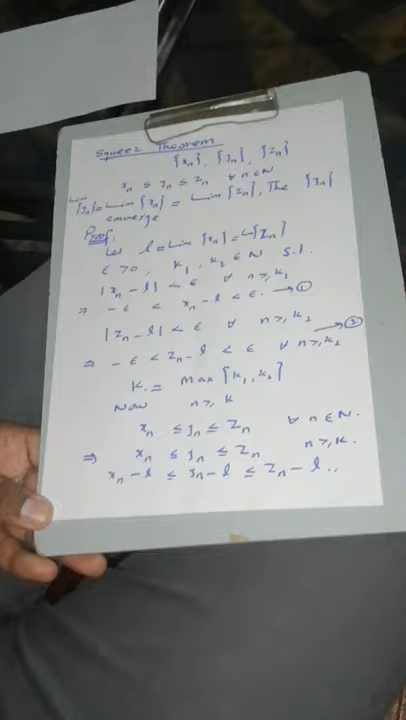 Squeez Theorem
{xn}, {yn}, {zn}
xn ≤ yn ≤ zn ∀ n ∈ N
Lim {yn} = Lim {xn} = Lim {zn}, The {yn}
converge
Proof.
Let l = Lim {xn} = L {zn}
ε > 0, K1, K2 ∈ N s.t.
|xn - l| < ε ∀ n ≥ K1
⇒ - ε < xn - l < ε. → ①
|zn - l| < ε ∀ n ≥ K2
⇒ - ε < zn - l < ε ∀ n ≥ K2 → ②
K = Max {K1, K2}
Now n ≥ K
xn ≤ yn ≤ zn ∀ n ∈ N.
⇒ xn ≤ yn ≤ zn n ≥ K.
xn - l ≤ yn - l ≤ zn - l ..